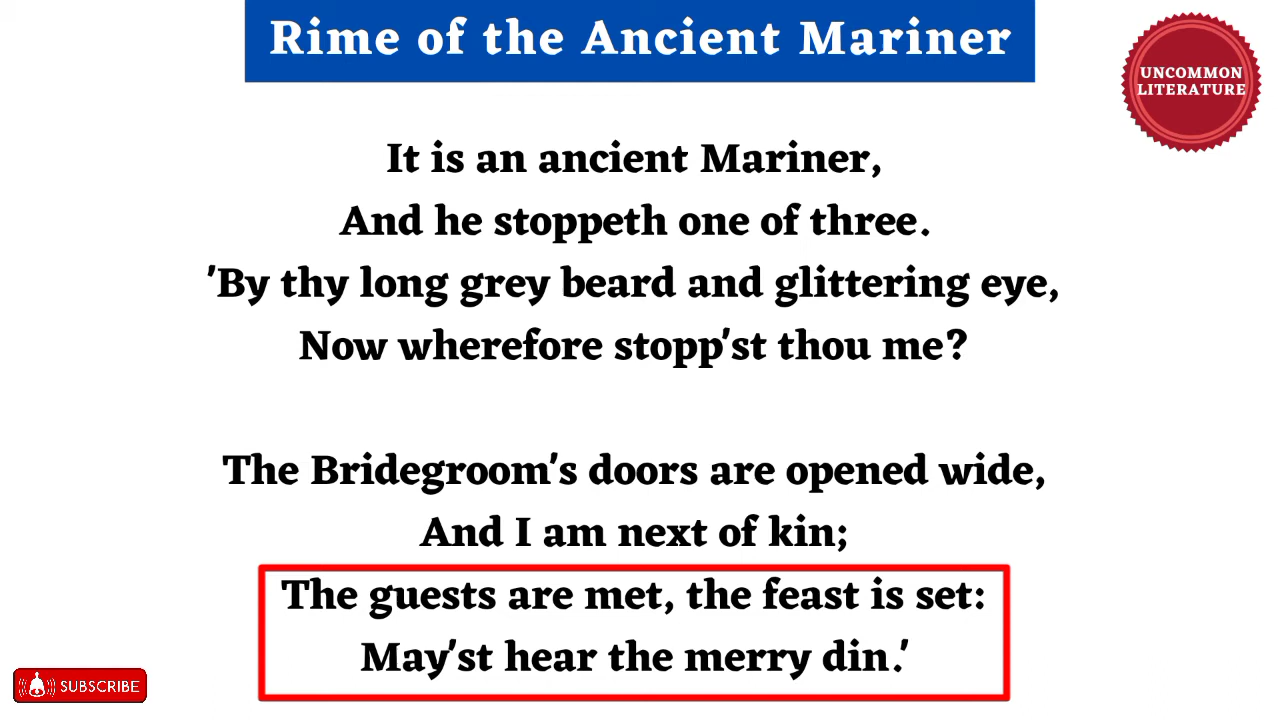 Rime of the Ancient Mariner
UNCOMMON
LITERATURE
It is an ancient Mariner,
And he stoppeth one of three.
'By thy long grey beard and glittering eye,
Now wherefore stopp'st thou me?
The Bridegroom's doors are opened wide,
And I am next of kin;
The guests are met, the feast is set:
May'st hear the merry din.'
SUBSCRIBE